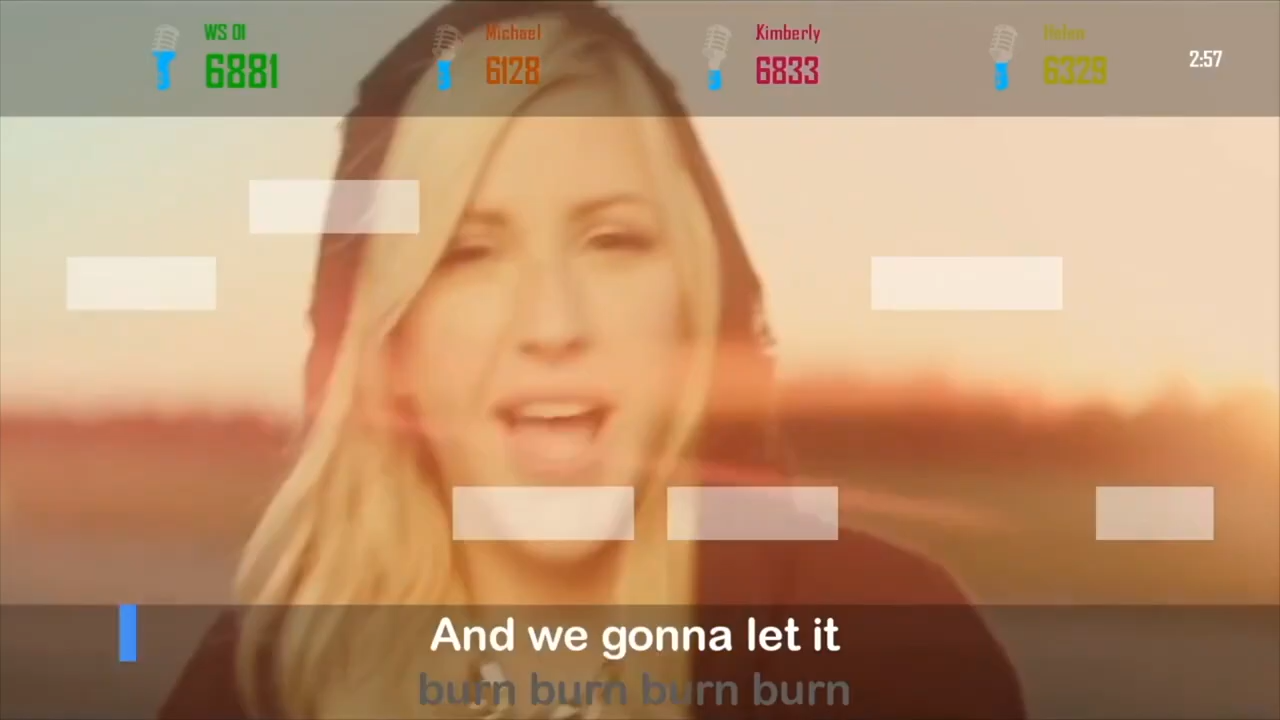 WS 01
6881
Michael
6128
Kimberly
6833
Helen
6329
2:57
And we gonna let it
burn burn burn burn